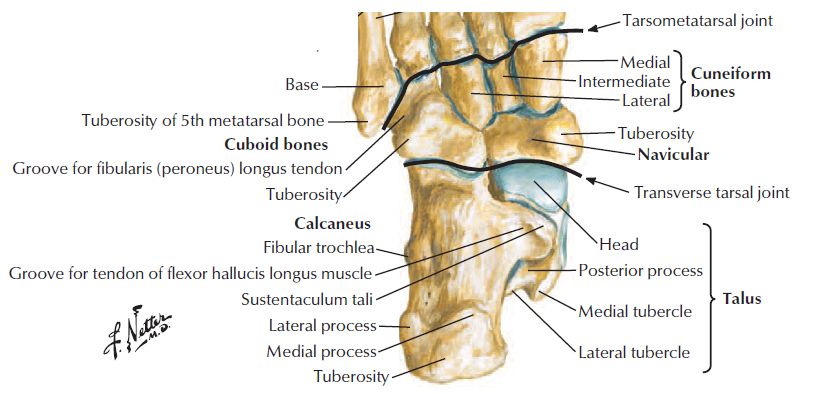 Tarsometatarsal joint
Medial
Intermediate
Lateral
Cuneiform
bones
Base
Tuberosity of 5th metatarsal bone
Cuboid bones
Groove for fibularis (peroneus) longus tendon
Tuberosity
Tuberosity
Navicular
Transverse tarsal joint
Calcaneus
Fibular trochlea
Groove for tendon of flexor hallucis longus muscle
Sustentaculum tali
Lateral process
Medial process
Tuberosity
Head
Posterior process
Medial tubercle
Lateral tubercle
Talus
F. Netter
M.D.